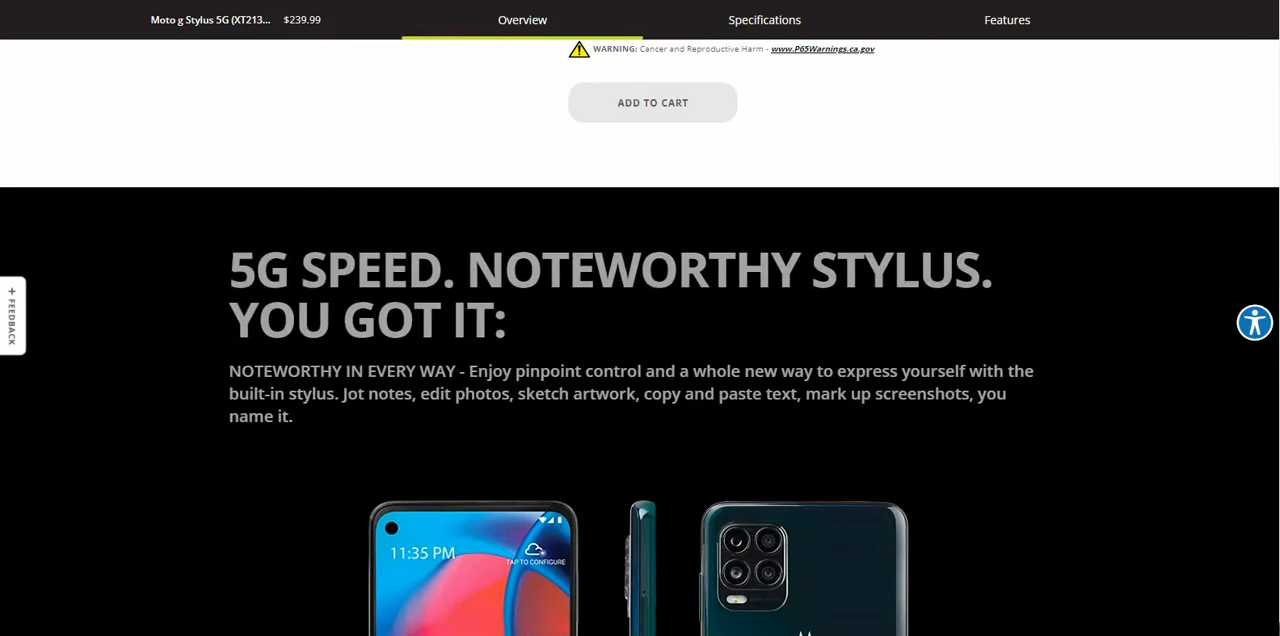 Moto g Stylus 5G (XT213... $239.99 Overview Specifications Features
WARNING: Cancer and Reproductive Harm - www.P65Warnings.ca.gov
ADD TO CART
5G SPEED. NOTEWORTHY STYLUS.
YOU GOT IT:
+ FEEDBACK
NOTEWORTHY IN EVERY WAY - Enjoy pinpoint control and a whole new way to express yourself with the
built-in stylus. Jot notes, edit photos, sketch artwork, copy and paste text, mark up screenshots, you
name it.
11:35 PM
TAP TO CONFIGURE